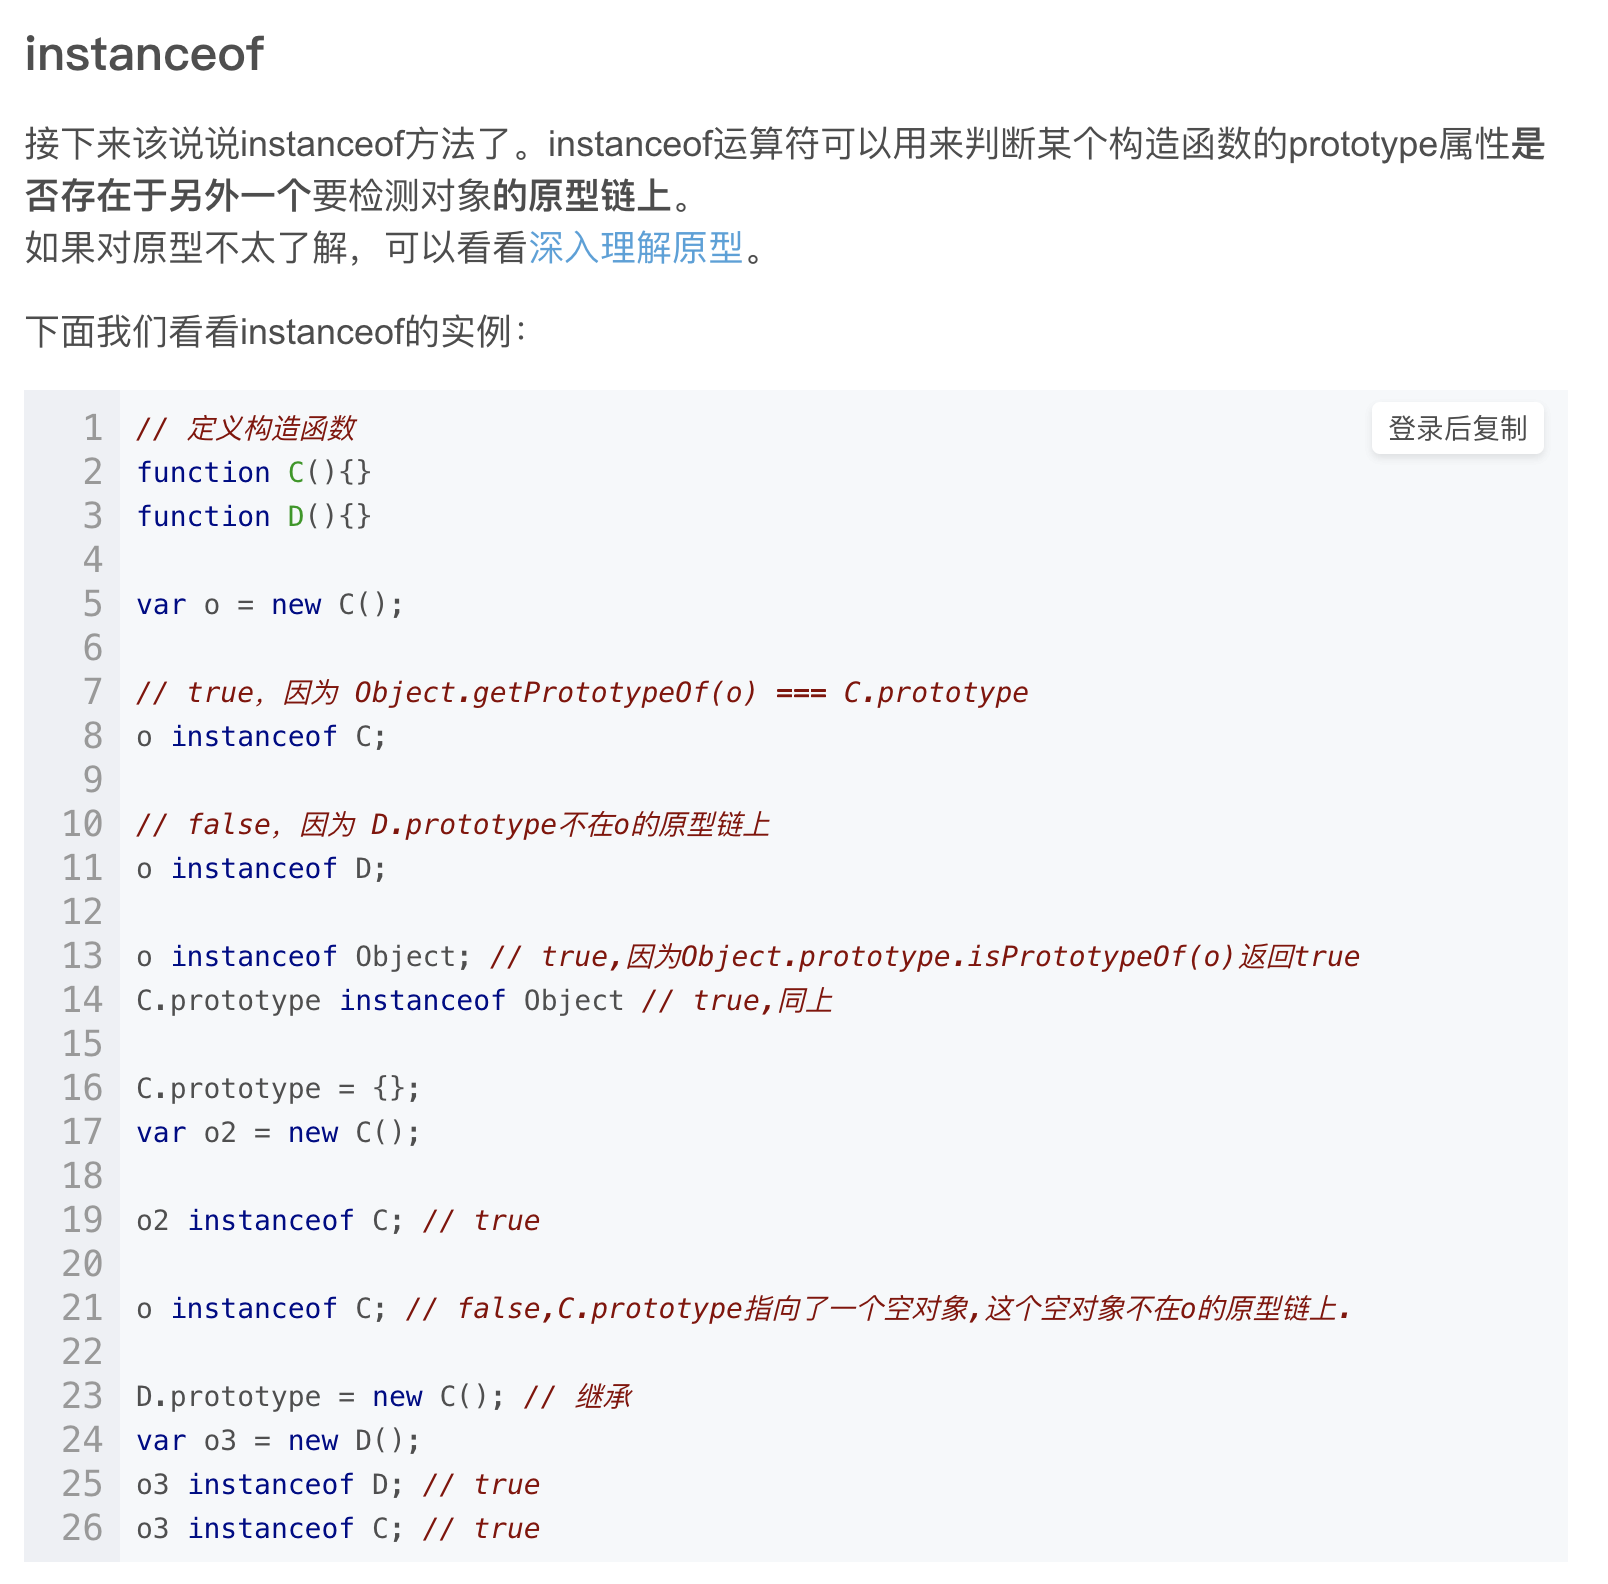 instanceof
接下来该说说instanceof方法了。instanceof运算符可以用来判断某个构造函数的prototype属性是
否存在于另外一个要检测对象的原型链上。
如果对原型不太了解，可以看看深入理解原型。
下面我们看看instanceof的实例：
登录后复制
1 // 定义构造函数
2 function C(){}
3 function D(){}
4
5 var o = new C();
6
7 // true，因为 Object.getPrototypeOf(o) === C.prototype
8 o instanceof C;
9
10 // false，因为 D.prototype不在o的原型链上
11 o instanceof D;
12
13 o instanceof Object; // true,因为Object.prototype.isPrototypeOf(o)返回true
14 C.prototype instanceof Object // true,同上
15
16 C.prototype = {};
17 var o2 = new C();
18
19 o2 instanceof C; // true
20
21 o instanceof C; // false,C.prototype指向了一个空对象,这个空对象不在o的原型链上.
22
23 D.prototype = new C(); // 继承
24 var o3 = new D();
25 o3 instanceof D; // true
26 o3 instanceof C; // true